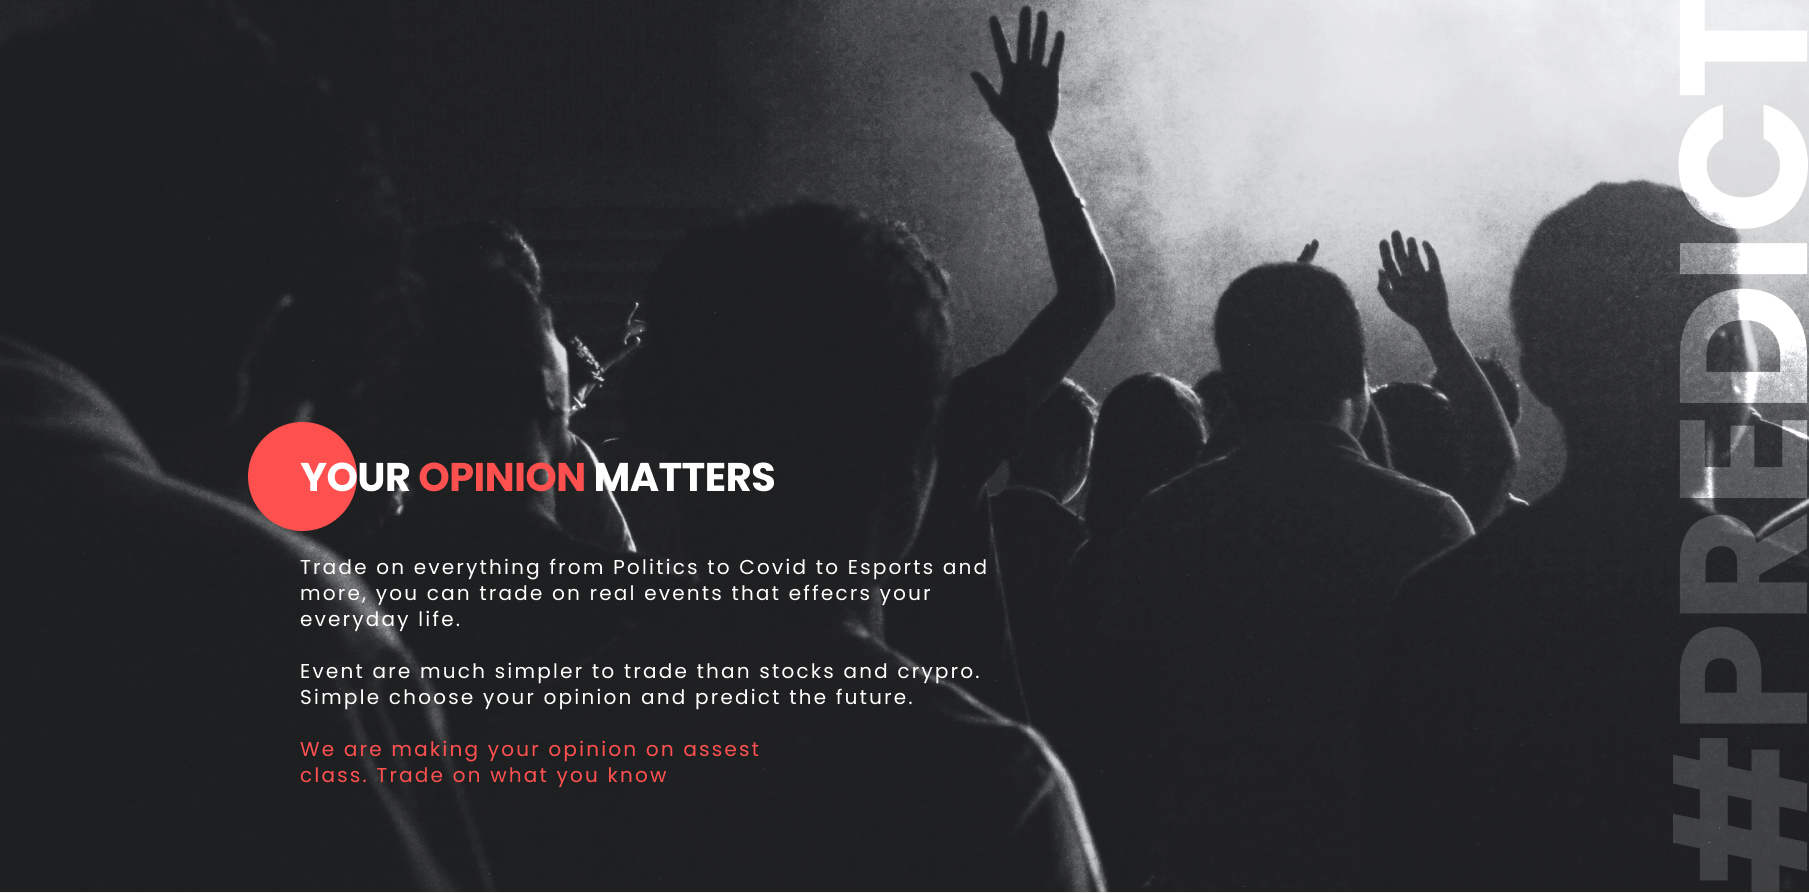 YOUR OPINION MATTERS
Trade on everything from Politics to Covid to Esports and
more, you can trade on real events that effecrs your
everyday life.
Event are much simpler to trade than stocks and crypro.
Simple choose your opinion and predict the future.
We are making your opinion on assest
class. Trade on what you know
#PREDICT